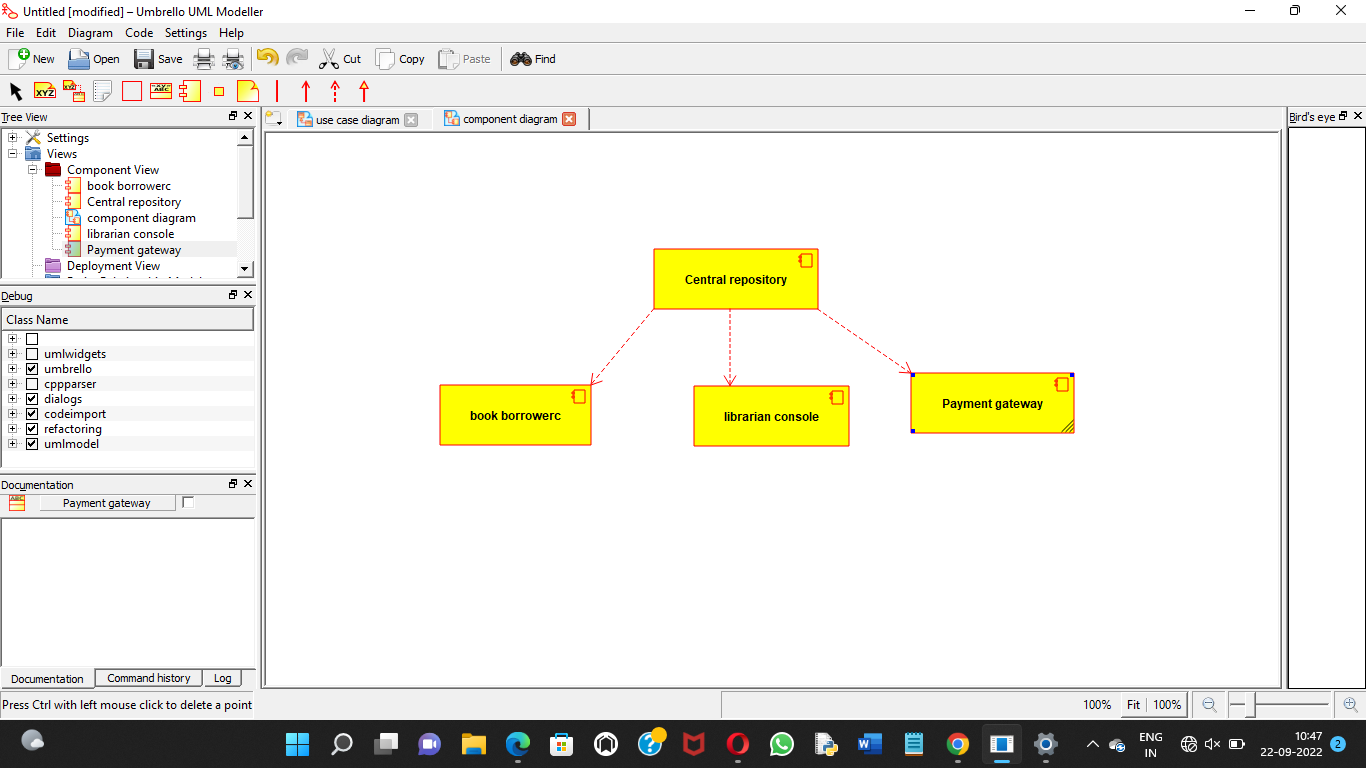 Untitled [modified] – Umbrello UML Modeller
File Edit Diagram Code Settings Help
New Open Save Cut Copy Paste Find
XYZ XYZ ABC
Tree View
use case diagram component diagram
Bird's eye
Settings
Views
Component View
book borrowerc
Central repository
component diagram
librarian console
Payment gateway
Deployment View
Debug
Class Name
umlwidgets
umbrello
cppparser
dialogs
codeimport
refactoring
umlmodel
Documentation
ABC Payment gateway
Documentation Command history Log
Central repository
book borrowerc
librarian console
Payment gateway
Press Ctrl with left mouse click to delete a point
100% Fit 100%
ENG
IN
10:47
22-09-2022
2